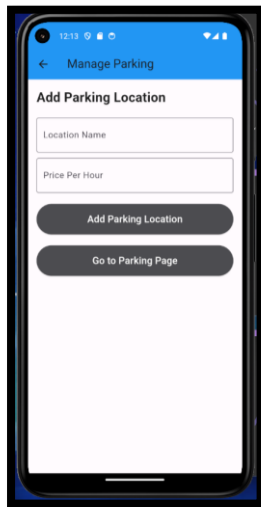 12:13
Manage Parking
Add Parking Location
Location Name
Price Per Hour
Add Parking Location
Go to Parking Page